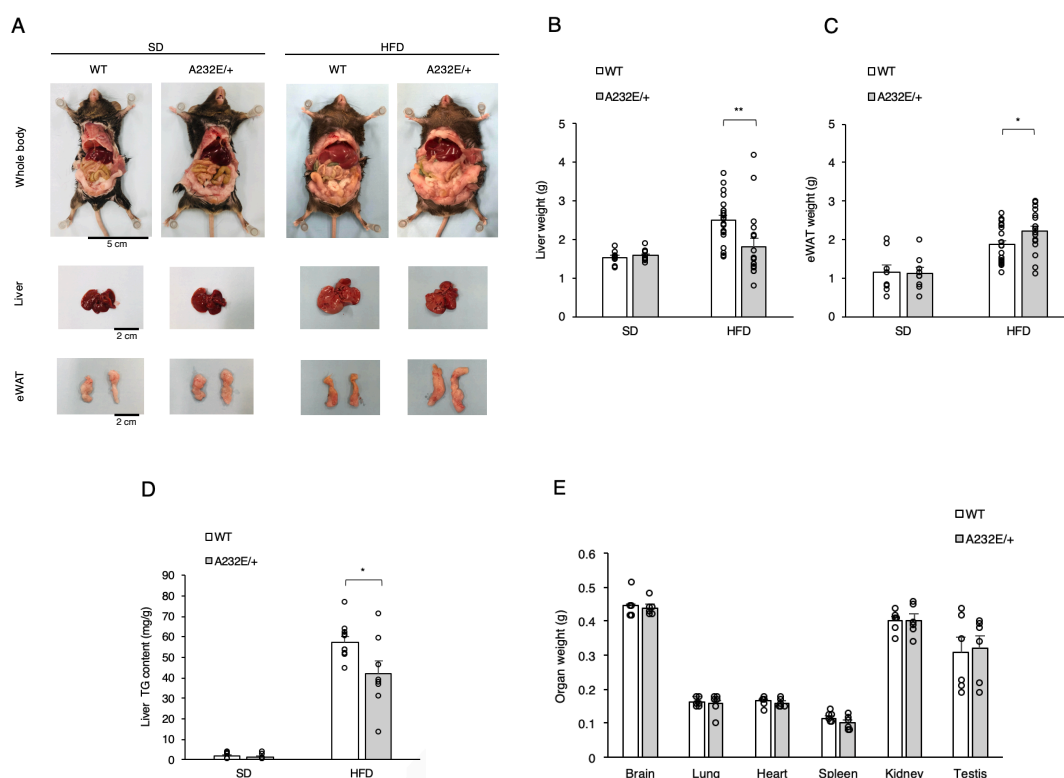 A
SD
HFD
WT
A232E/+
WT
A232E/+
Whole body
5 cm
Liver
2 cm
eWAT
2 cm
B
WT
A232E/+
**
Liver weight (g)
5
4
3
2
1
0
SD
HFD
C
WT
A232E/+
*
eWAT weight (g)
5
4
3
2
1
0
SD
HFD
D
WT
A232E/+
*
Liver TG content (mg/g)
90
80
70
60
50
40
30
20
10
0
SD
HFD
E
WT
A232E/+
Organ weight (g)
0.6
0.5
0.4
0.3
0.2
0.1
0
Brain
Lung
Heart
Spleen
Kidney
Testis